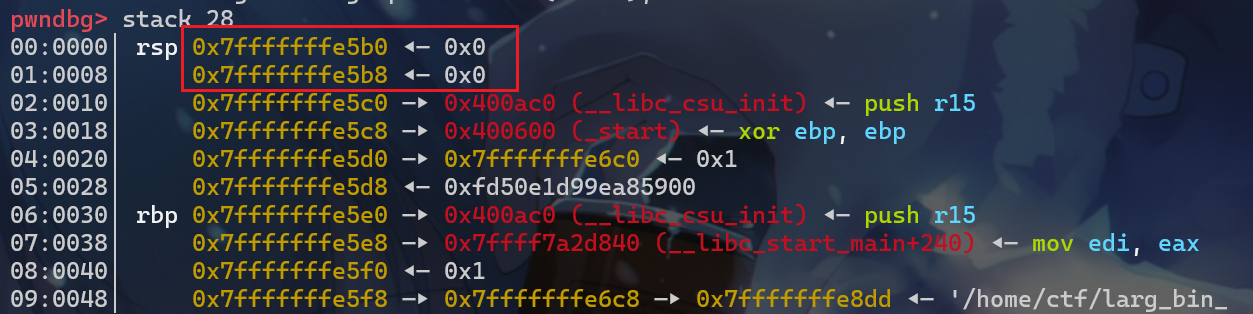 pwndbg> stack 28
00:0000│ rsp 0x7fffffffe5b0 ◂— 0x0
01:0008│ 0x7fffffffe5b8 ◂— 0x0
02:0010│ 0x7fffffffe5c0 —▸ 0x400ac0 (__libc_csu_init) ◂— push r15
03:0018│ 0x7fffffffe5c8 —▸ 0x400600 (_start) ◂— xor ebp, ebp
04:0020│ 0x7fffffffe5d0 —▸ 0x7fffffffe6c0 ◂— 0x1
05:0028│ 0x7fffffffe5d8 ◂— 0xfd50e1d99ea85900
06:0030│ rbp 0x7fffffffe5e0 —▸ 0x400ac0 (__libc_csu_init) ◂— push r15
07:0038│ 0x7fffffffe5e8 —▸ 0x7ffff7a2d840 (__libc_start_main+240) ◂— mov edi, eax
08:0040│ 0x7fffffffe5f0 ◂— 0x1
09:0048│ 0x7fffffffe5f8 —▸ 0x7fffffffe6c8 —▸ 0x7fffffffe8dd ◂— '/home/ctf/larg_bin_